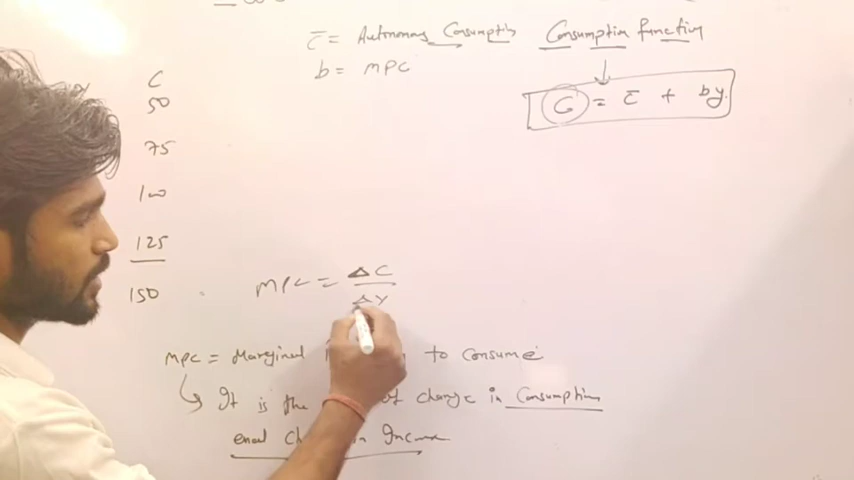 C̅ = Autonomous Consumption
Consumption function
b = MPC
C = C̅ + by
C
50
75
100
125
150
MPC = ΔC
ΔY
MPC = Marginal to Consume
It is the of change in Consumption
and in Income